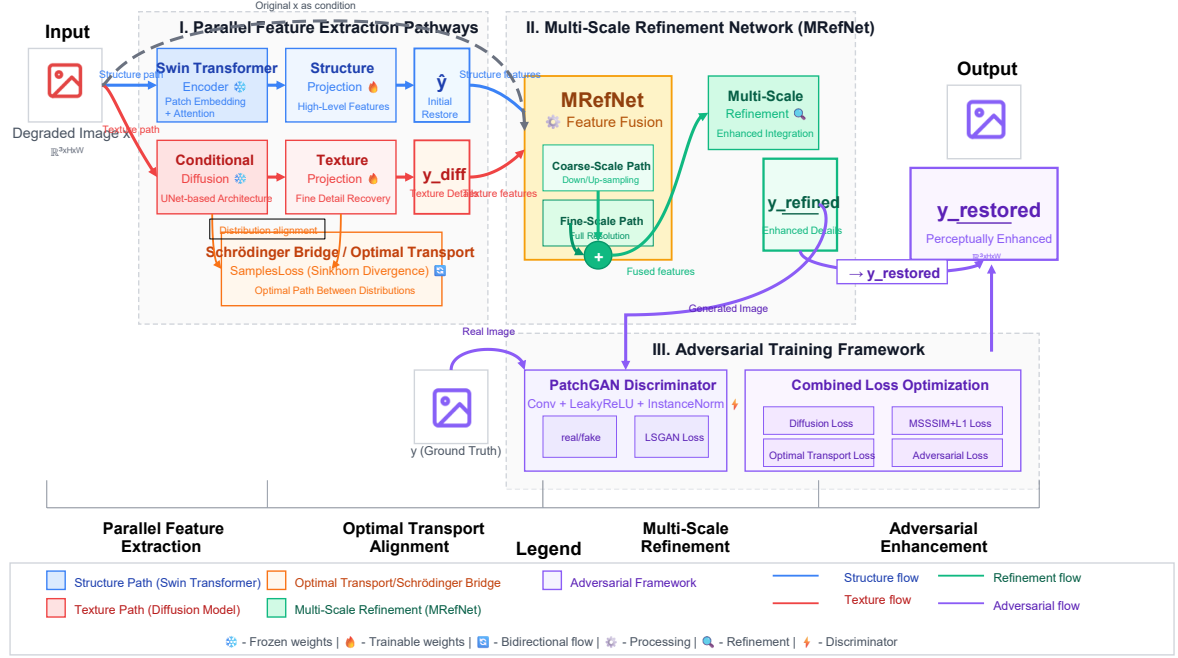 Original x as condition
Input
I. Parallel Feature Extraction Pathways
II. Multi-Scale Refinement Network (MRefNet)
Structure path
Swin Transformer
Encoder ❄️
Patch Embedding
+ Attention
Structure
Projection 🔥
High-Level Features
ŷ
Initial
Restore
Structure features
Degraded Image x
ℝ³ˣᴴˣᵂ
Texture path
Conditional
Diffusion ❄️
UNet-based Architecture
Texture
Projection 🔥
Fine Detail Recovery
y_diff
Texture Details
Texture features
Distribution alignment
Schrödinger Bridge / Optimal Transport
SamplesLoss (Sinkhorn Divergence) 🔄
Optimal Path Between Distributions
MRefNet
⚙️ Feature Fusion
Coarse-Scale Path
Down/Up-sampling
Fine-Scale Path
Full Resolution
+
Fused features
Multi-Scale
Refinement 🔍
Enhanced Integration
y_refined
Enhanced Details
→ y_restored
Output
y_restored
Perceptually Enhanced
ℝ³ˣᴴˣᵂ
Generated Image
Real Image
y (Ground Truth)
III. Adversarial Training Framework
PatchGAN Discriminator
Conv + LeakyReLU + InstanceNorm ⚡
real/fake
LSGAN Loss
Combined Loss Optimization
Diffusion Loss
MSSSIM+L1 Loss
Optimal Transport Loss
Adversarial Loss
Parallel Feature
Extraction
Optimal Transport
Alignment
Multi-Scale
Refinement
Adversarial
Enhancement
Legend
Structure Path (Swin Transformer)
Optimal Transport/Schrödinger Bridge
Adversarial Framework
Structure flow
Refinement flow
Texture Path (Diffusion Model)
Multi-Scale Refinement (MRefNet)
Texture flow
Adversarial flow
❄️ - Frozen weights | 🔥 - Trainable weights | 🔄 - Bidirectional flow | ⚙️ - Processing | 🔍 - Refinement | ⚡ - Discriminator